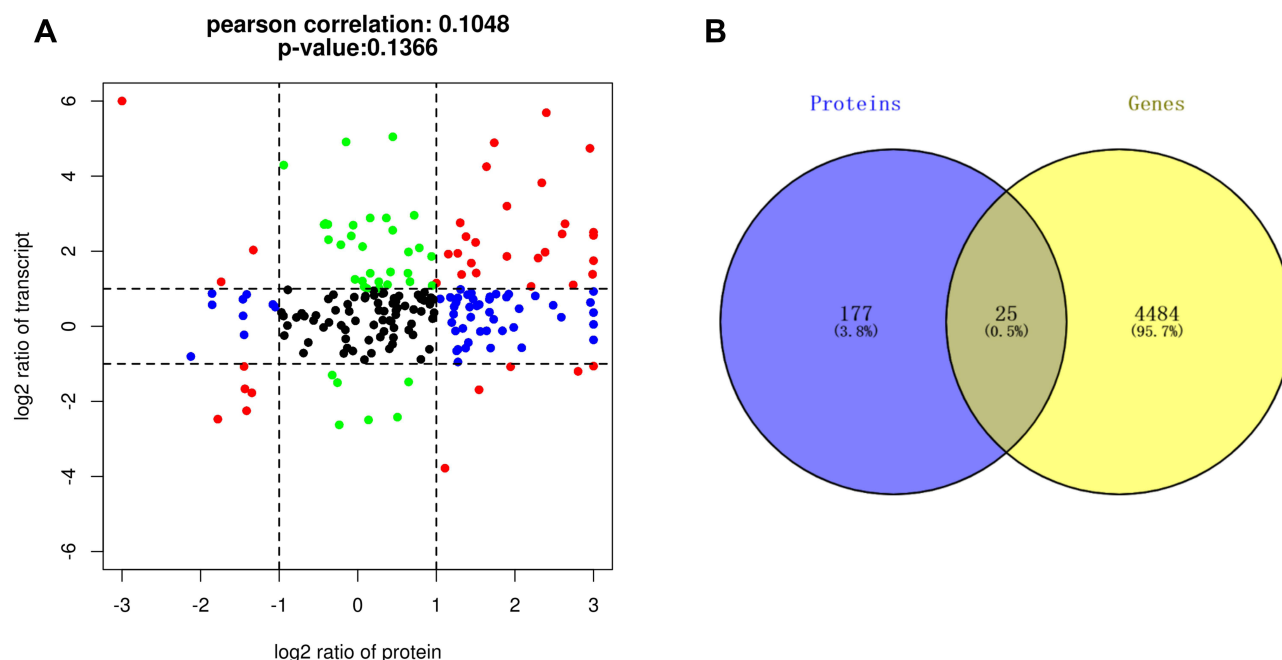 A
pearson correlation: 0.1048
p-value:0.1366
log2 ratio of transcript
6
4
2
0
-2
-4
-6
-3
-2
-1
0
1
2
3
log2 ratio of protein
B
Proteins
Genes
177
(3.8%)
25
(0.5%)
4484
(95.7%)